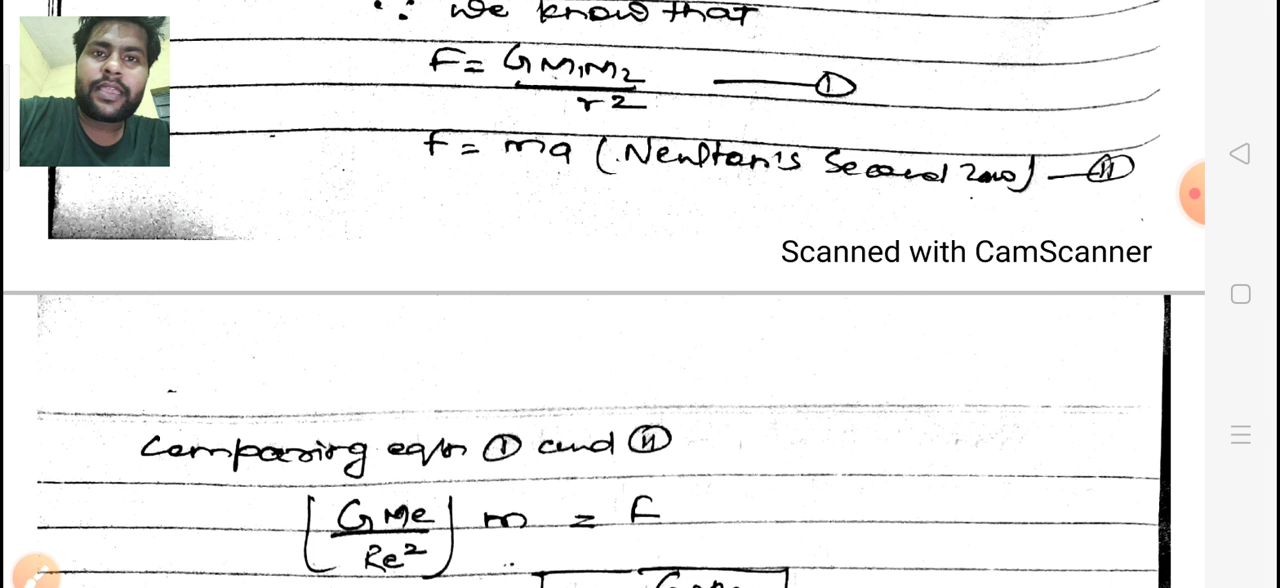 ∵ we know that
F = G M₁M₂ / r² —— ①
f = ma (Newton's Second law) — ⑪
Scanned with CamScanner
comparing eqn ① and ⑪
[GMe / Re²] m = F